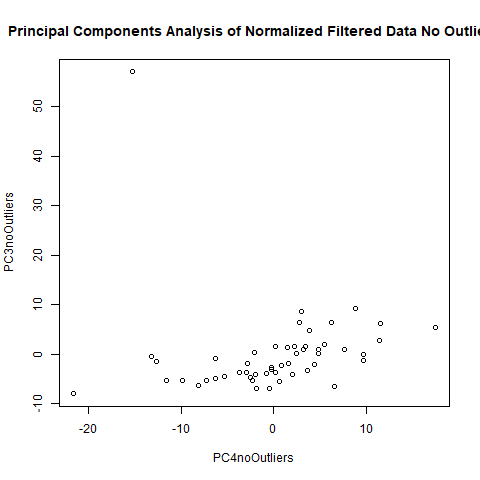 Principal Components Analysis of Normalized Filtered Data No Outlie
50
40
30
20
10
0
-10
PC3noOutliers
-20 -10 0 10
PC4noOutliers